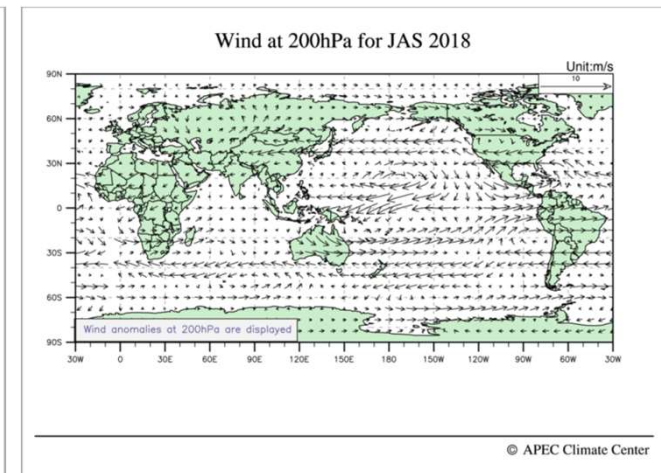 Wind at 200hPa for JAS 2018
Unit:m/s
10
90N
60N
30N
0
30S
60S
90S
Wind anomalies at 200hPa are displayed
30W 0 30E 60E 90E 120E 150E 180 150W 120W 90W 60W 30W
© APEC Climate Center